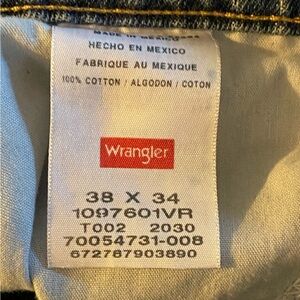 HECHO EN MEXICO
FABRIQUE AU MEXIQUE
100% COTTON / ALGODON / COTON
Wrangler
38 X 34
1097601VR
T002 2030
70054731-008
672787903890